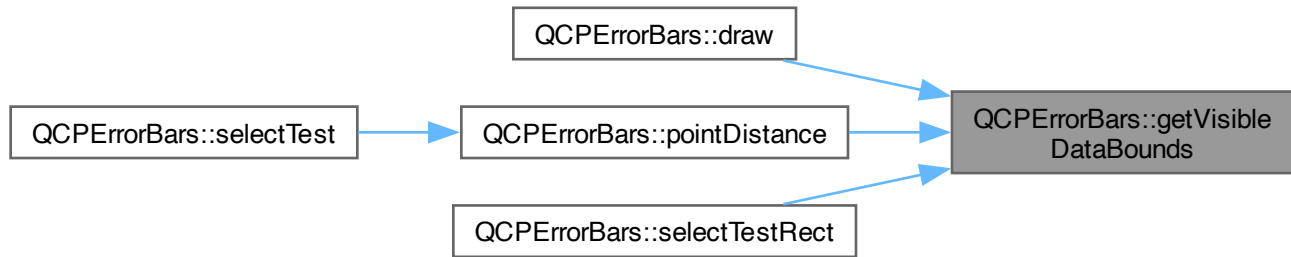 QCPErrorBars::draw
QCPErrorBars::selectTest
QCPErrorBars::pointDistance
QCPErrorBars::getVisible
DataBounds
QCPErrorBars::selectTestRect